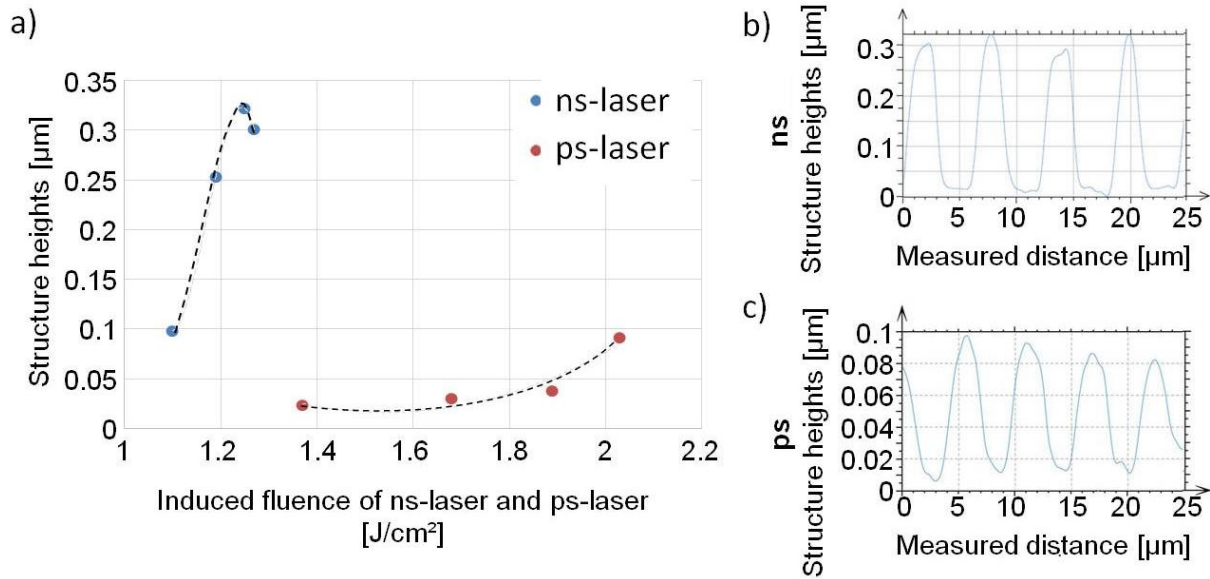 a)
Structure heights [µm]
0.35
0.3
0.25
0.2
0.15
0.1
0.05
0
1
1.2
1.4
1.6
1.8
2
2.2
ns-laser
ps-laser
Induced fluence of ns-laser and ps-laser
[J/cm²]
b)
ns
Structure heights [µm]
0.3
0.2
0.1
0
0
5
10
15
20
25
Measured distance [µm]
c)
ps
Structure heights [µm]
0.1
0.08
0.06
0.04
0.02
0
0
5
10
15
20
25
Measured distance [µm]